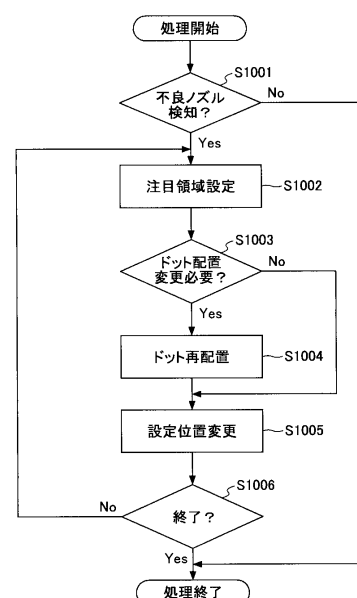 処理開始
S1001
不良ノズル
検知？
No
Yes
注目領域設定
S1002
S1003
ドット配置
変更必要？
No
Yes
ドット再配置
S1004
設定位置変更
S1005
S1006
終了？
No
Yes
処理終了